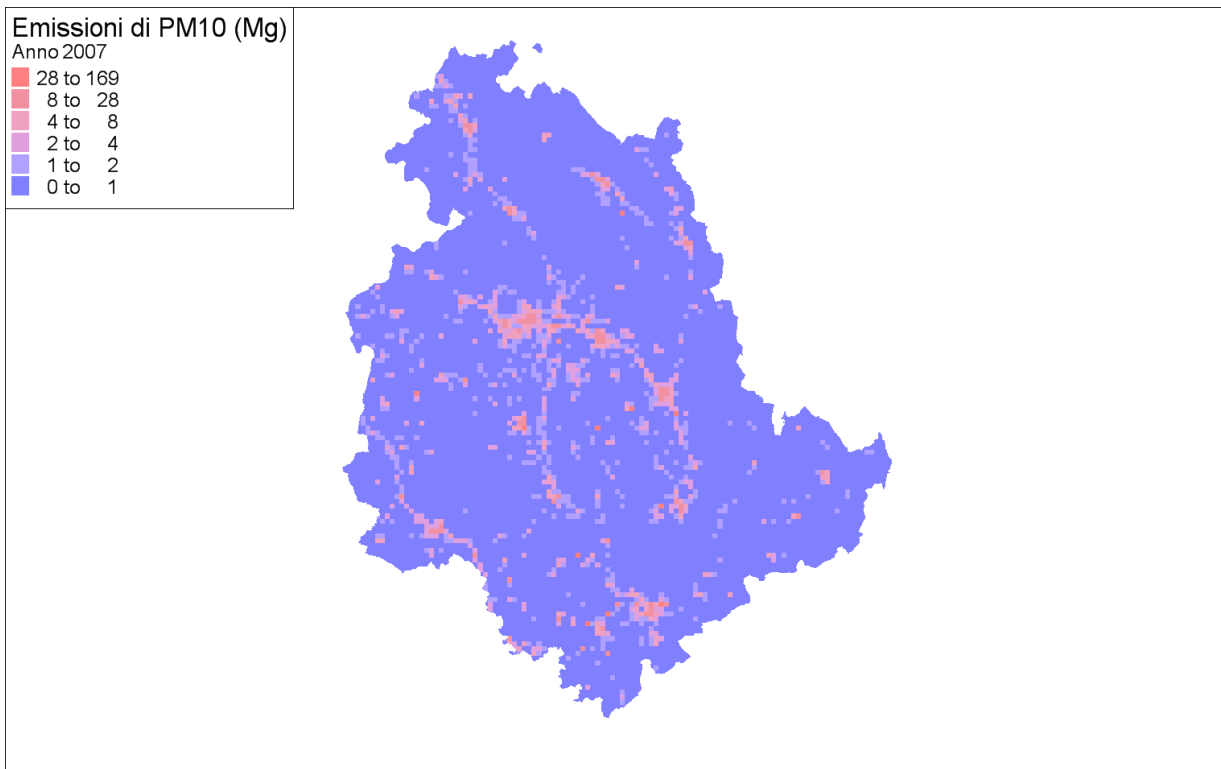 Emissioni di PM10 (Mg)
Anno 2007
28 to 169
8 to 28
4 to 8
2 to 4
1 to 2
0 to 1